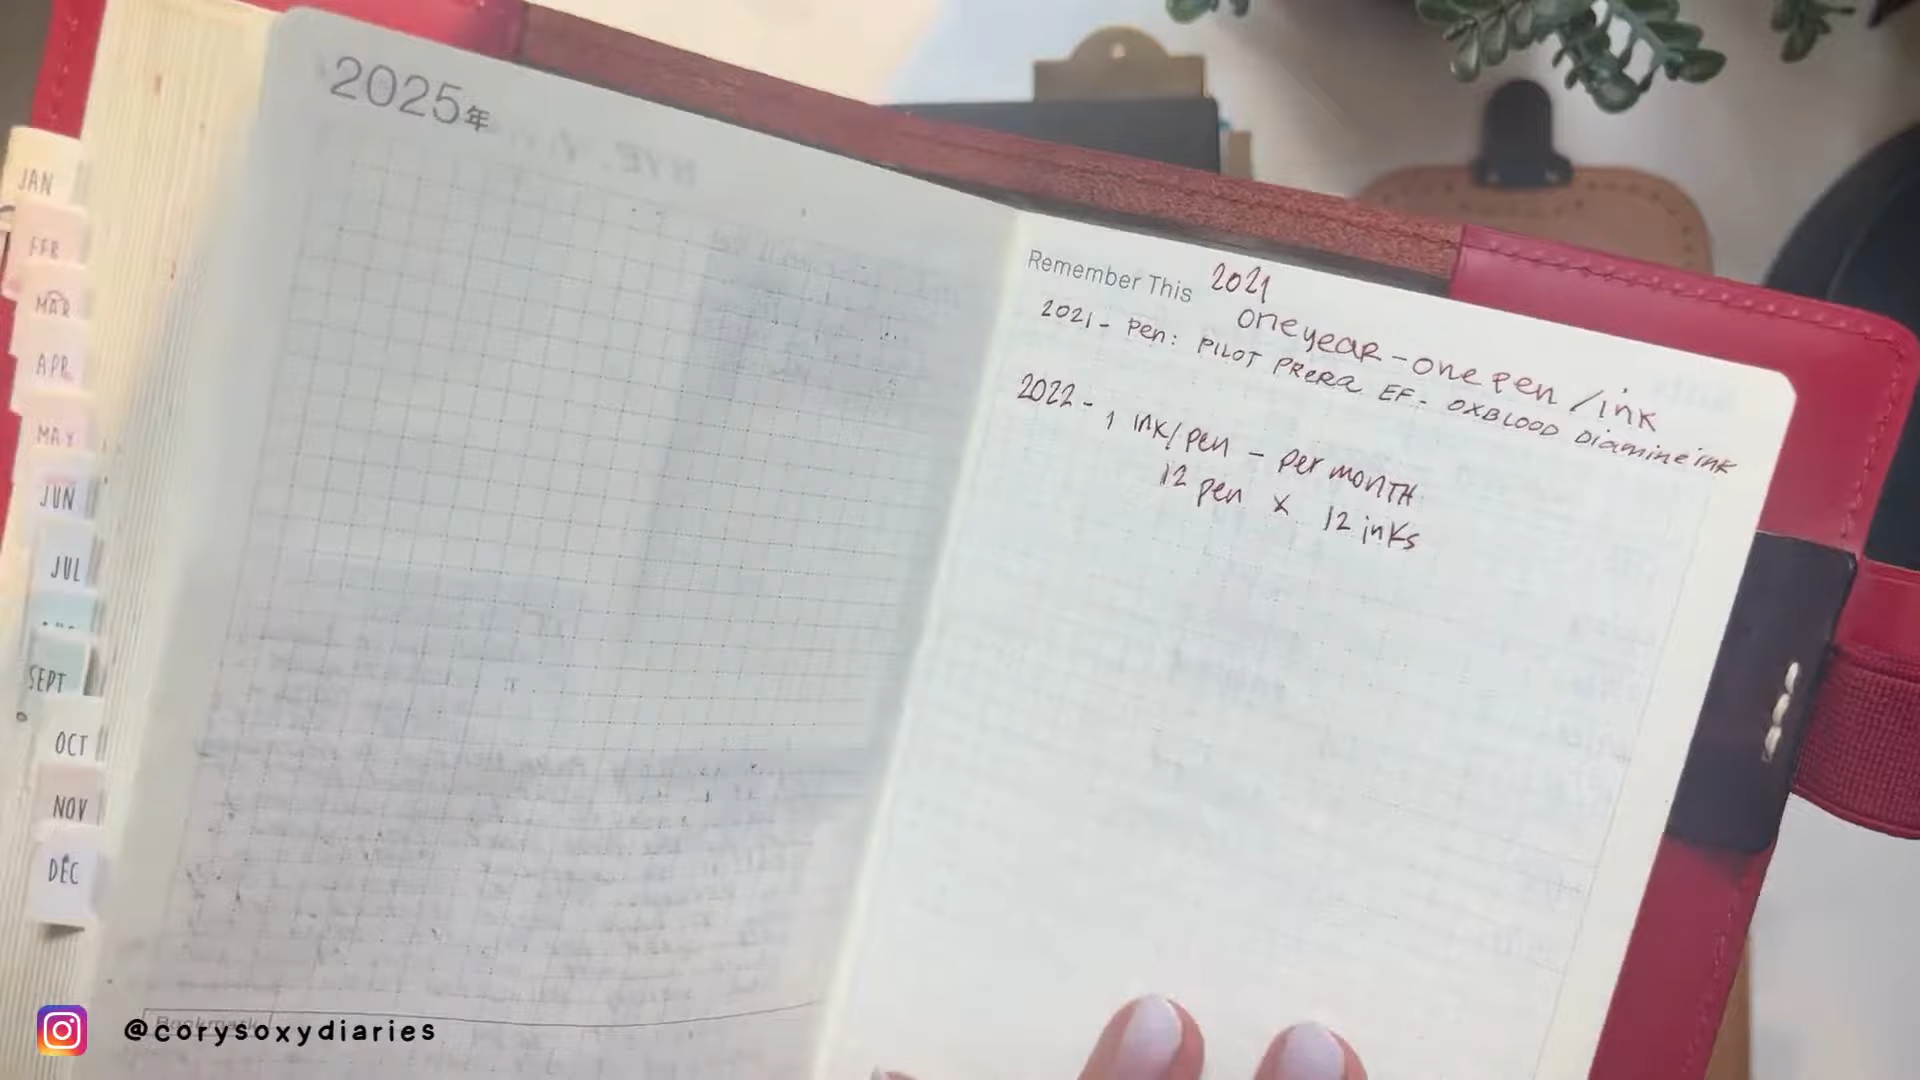 2025年
JAN
FEB
MAR
APR
MAY
JUN
JUL
SEPT
OCT
NOV
DEC
Remember This 2021
one year - one pen / ink
2021 - Pen: PILOT PRERA EF - OXBLOOD Diamine ink
2022 - 1 ink/pen - per MONTH
12 pen x 12 inks
@corysoxydiaries